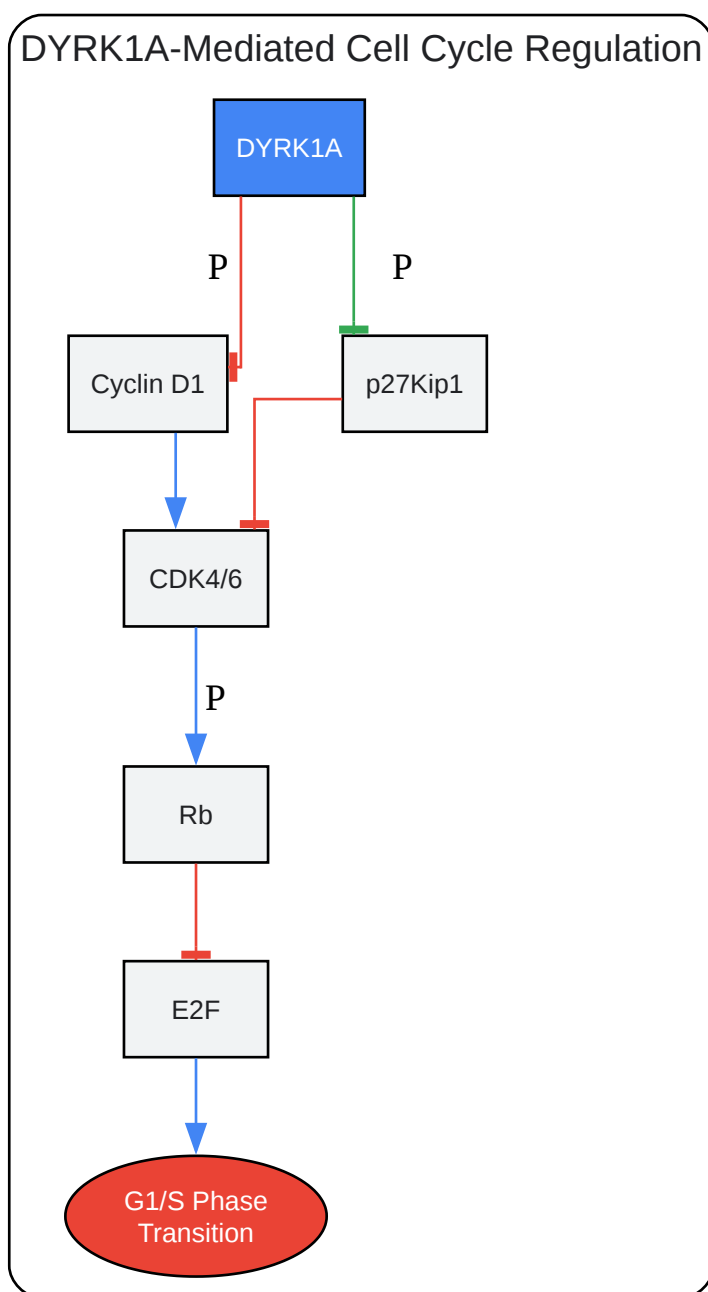 DYRK1A-Mediated Cell Cycle Regulation
DYRK1A
P
P
Cyclin D1
p27Kip1
CDK4/6
P
Rb
E2F
G1/S Phase
Transition